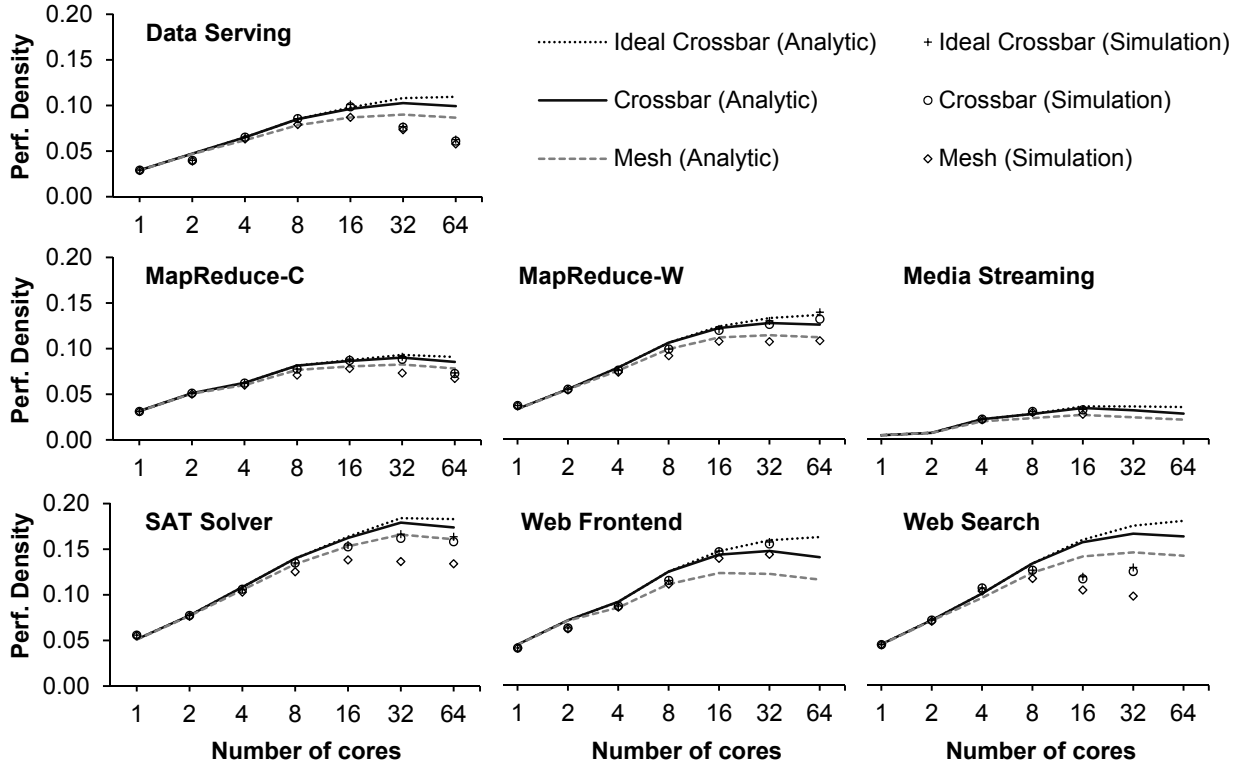 Data Serving
Ideal Crossbar (Analytic)
Ideal Crossbar (Simulation)
Crossbar (Analytic)
Crossbar (Simulation)
Mesh (Analytic)
Mesh (Simulation)
Perf. Density
0.20
0.15
0.10
0.05
0.00
1 2 4 8 16 32 64
MapReduce-C
MapReduce-W
Media Streaming
Perf. Density
0.20
0.15
0.10
0.05
0.00
1 2 4 8 16 32 64
1 2 4 8 16 32 64
1 2 4 8 16 32 64
SAT Solver
Web Frontend
Web Search
Perf. Density
0.20
0.15
0.10
0.05
0.00
1 2 4 8 16 32 64
1 2 4 8 16 32 64
1 2 4 8 16 32 64
Number of cores
Number of cores
Number of cores